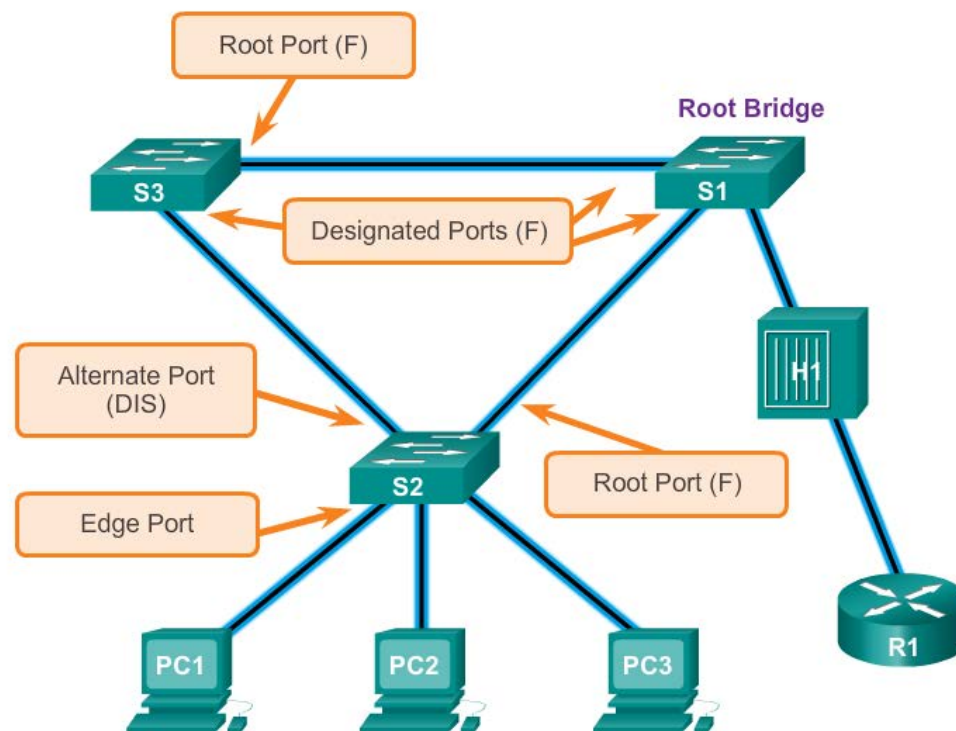 Root Port (F)
Root Bridge
S3
S1
Designated Ports (F)
Alternate Port
(DIS)
H1
S2
Root Port (F)
Edge Port
R1
PC1
PC2
PC3